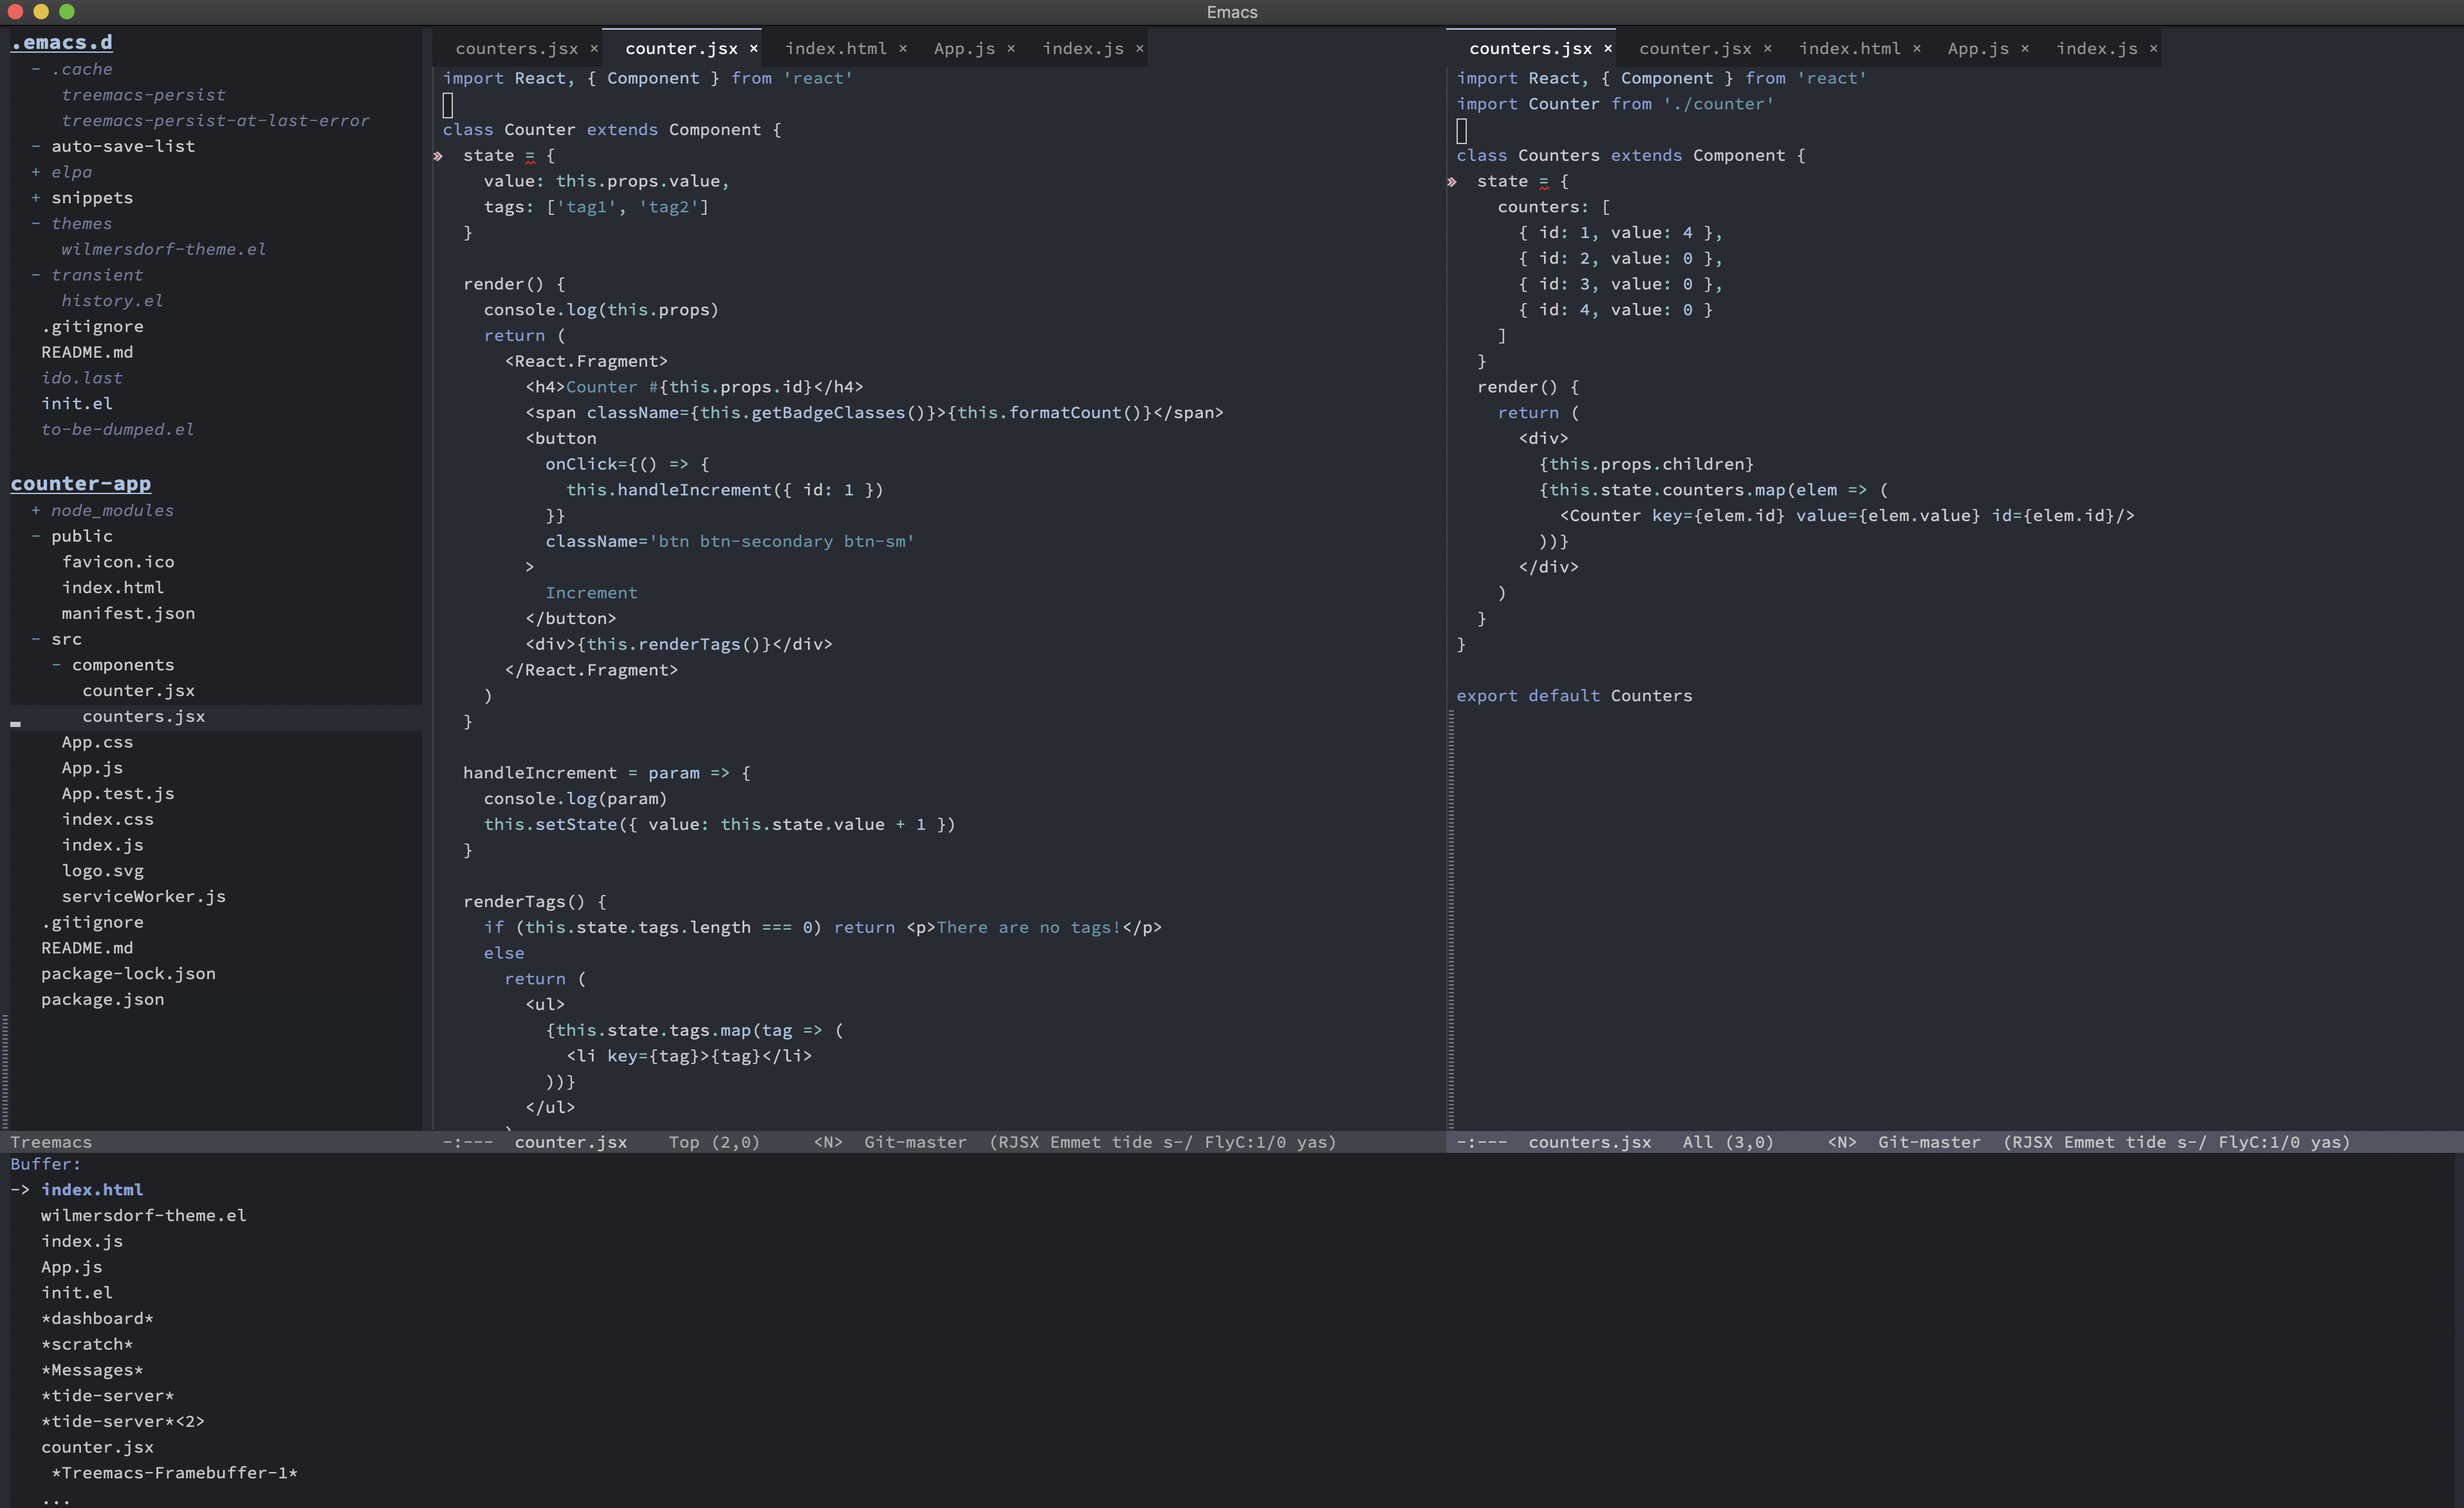 Emacs
.emacs.d
- .cache
treemacs-persist
treemacs-persist-at-last-error
- auto-save-list
+ elpa
+ snippets
- themes
wilmersdorf-theme.el
- transient
history.el
.gitignore
README.md
ido.last
init.el
to-be-dumped.el
counter-app
+ node_modules
- public
favicon.ico
index.html
manifest.json
- src
- components
counter.jsx
counters.jsx
App.css
App.js
App.test.js
index.css
index.js
logo.svg
serviceWorker.js
.gitignore
README.md
package-lock.json
package.json
Treemacs
counters.jsx × counter.jsx × index.html × App.js × index.js ×
import React, { Component } from 'react'
class Counter extends Component {
state = {
value: this.props.value,
tags: ['tag1', 'tag2']
}
render() {
console.log(this.props)
return (
<React.Fragment>
<h4>Counter #{this.props.id}</h4>
<span className={this.getBadgeClasses()}>{this.formatCount()}</span>
<button
onClick={() => {
this.handleIncrement({ id: 1 })
}}
className='btn btn-secondary btn-sm'
>
Increment
</button>
<div>{this.renderTags()}</div>
</React.Fragment>
)
}
handleIncrement = param => {
console.log(param)
this.setState({ value: this.state.value + 1 })
}
renderTags() {
if (this.state.tags.length === 0) return <p>There are no tags!</p>
else
return (
<ul>
{this.state.tags.map(tag => (
<li key={tag}>{tag}</li>
))}
</ul>
-:--- counter.jsx Top (2,0) <N> Git-master (RJSX Emmet tide s-/ FlyC:1/0 yas)
counters.jsx × counter.jsx × index.html × App.js × index.js ×
import React, { Component } from 'react'
import Counter from './counter'
class Counters extends Component {
state = {
counters: [
{ id: 1, value: 4 },
{ id: 2, value: 0 },
{ id: 3, value: 0 },
{ id: 4, value: 0 }
]
}
render() {
return (
<div>
{this.props.children}
{this.state.counters.map(elem => (
<Counter key={elem.id} value={elem.value} id={elem.id}/>
))}
</div>
)
}
}
export default Counters
-:--- counters.jsx All (3,0) <N> Git-master (RJSX Emmet tide s-/ FlyC:1/0 yas)
Buffer:
-> index.html
wilmersdorf-theme.el
index.js
App.js
init.el
*dashboard*
*scratch*
*Messages*
*tide-server*
*tide-server*<2>
counter.jsx
*Treemacs-Framebuffer-1*
...